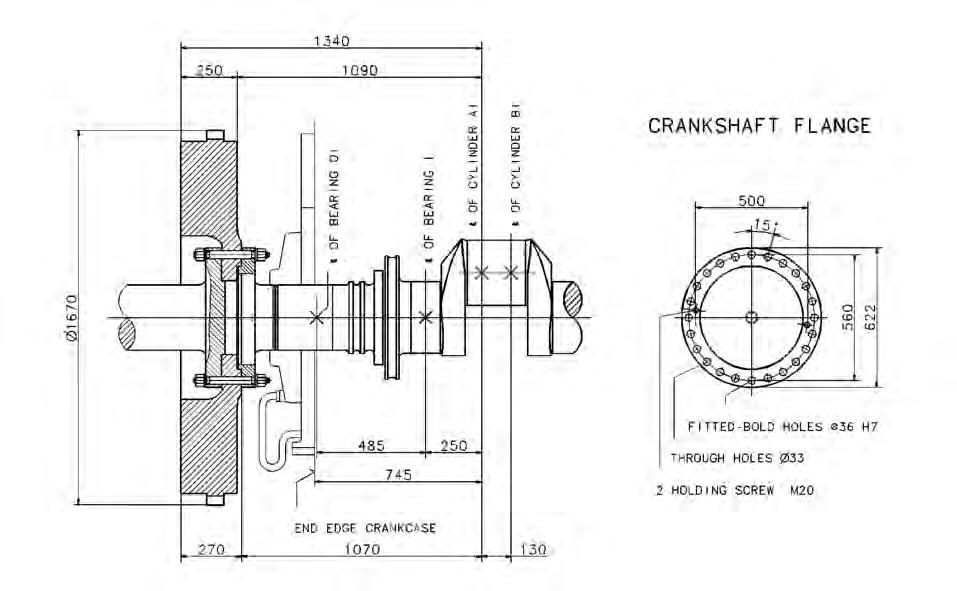 1340
250
1090
Ø1670
℄ OF BEARING 01
℄ OF BEARING 1
℄ OF CYLINDER A1
℄ OF CYLINDER B1
485
250
745
END EDGE CRANKCASE
270
1070
130
CRANKSHAFT FLANGE
500
15°
560
622
FITTED-BOLD HOLES ø36 H7
THROUGH HOLES Ø33
2 HOLDING SCREW M20